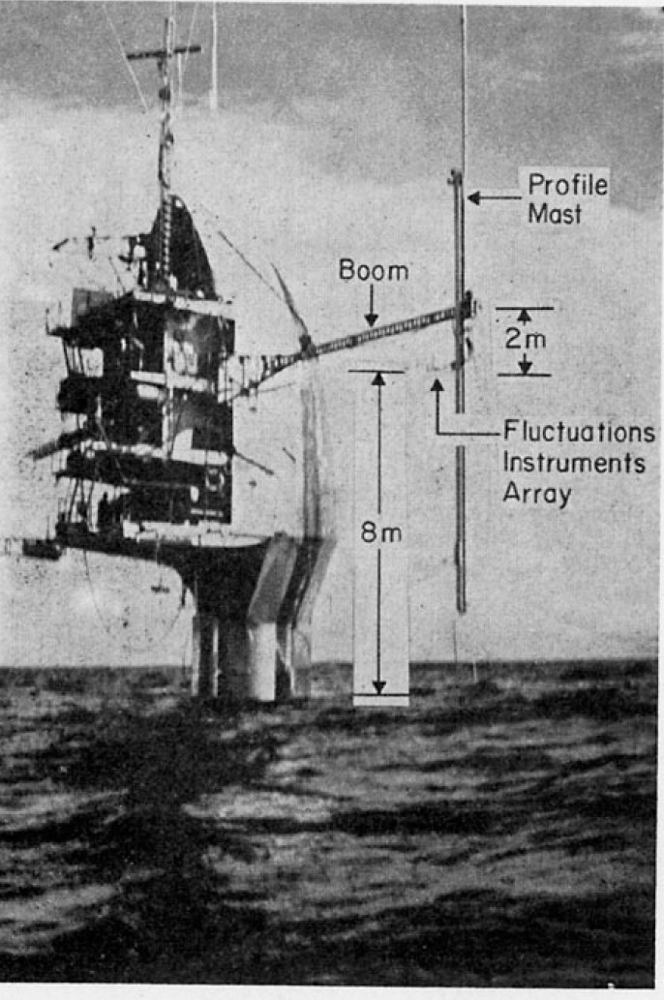 Profile
Mast
Boom
2m
Fluctuations
Instruments
Array
8m